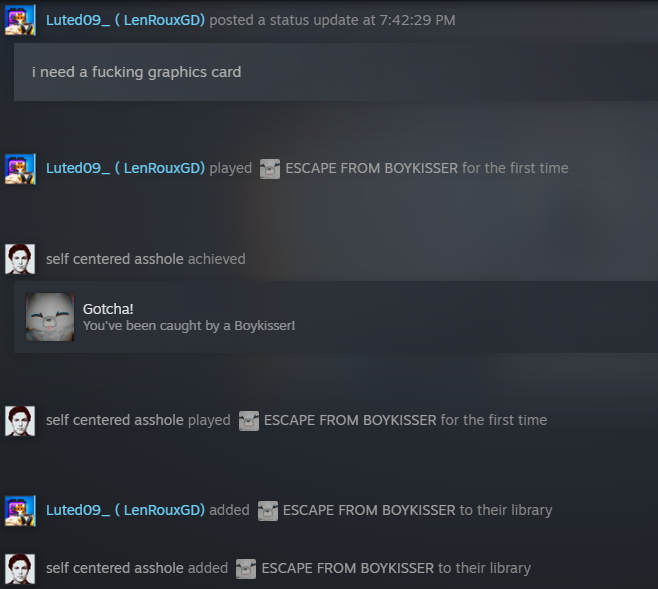 Luted09_ ( LenRouxGD) posted a status update at 7:42:29 PM
i need a fucking graphics card
Luted09_ ( LenRouxGD) played ESCAPE FROM BOYKISSER for the first time
self centered asshole achieved
Gotcha!
You've been caught by a Boykisser!
self centered asshole played ESCAPE FROM BOYKISSER for the first time
Luted09_ ( LenRouxGD) added ESCAPE FROM BOYKISSER to their library
self centered asshole added ESCAPE FROM BOYKISSER to their library